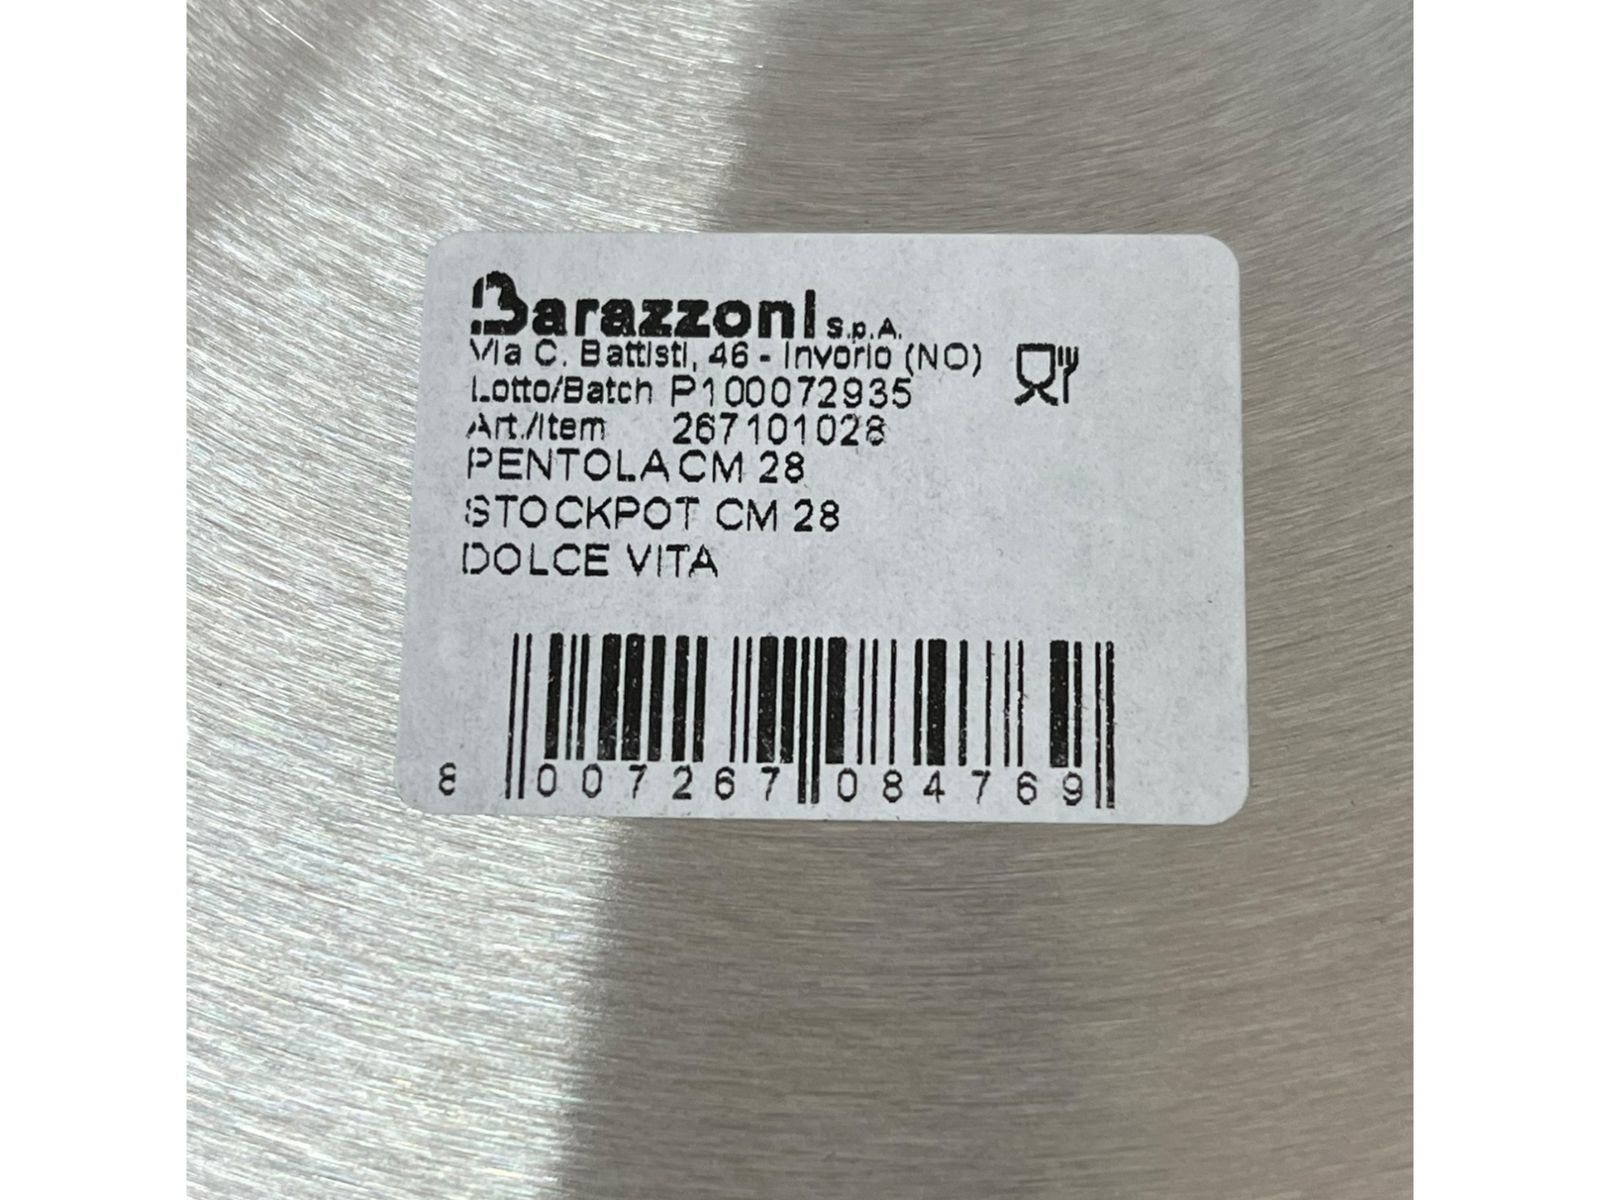 Barazzoni S.p.A.
Via C. Battisti, 46 - Invorio (NO)
Lotto/Batch P100072935
Art./Item 267101028
PENTOLA CM 28
STOCKPOT CM 28
DOLCE VITA
8 007267 084769